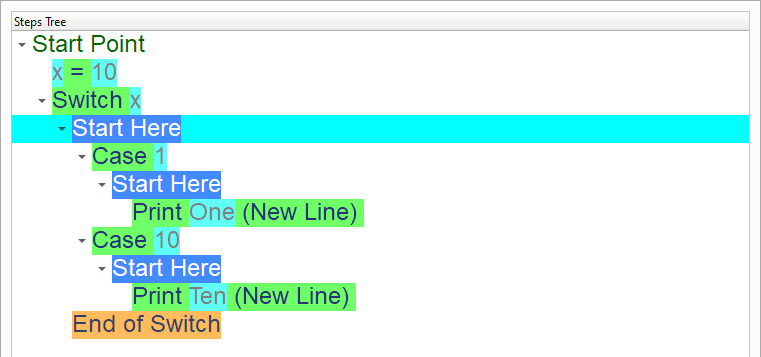 Steps Tree
Start Point
x = 10
Switch x
Start Here
Case 1
Start Here
Print One (New Line)
Case 10
Start Here
Print Ten (New Line)
End of Switch